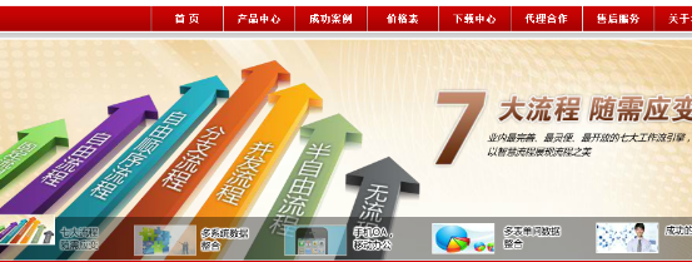 首 页
产品中心
成功案例
价格表
下载中心
代理合作
售后服务
关于
7大流程 随需应变
业内最完善、最灵便、最开放的七大工作流引擎，
以智慧流程展现流程之美
自由流程
自由顺序流程
分支流程
并发流程
半自由流程
无流
七大流程
随需应变
多系统数据
整合
手机OA，
移动办公
多表单间数据
整合
成功的